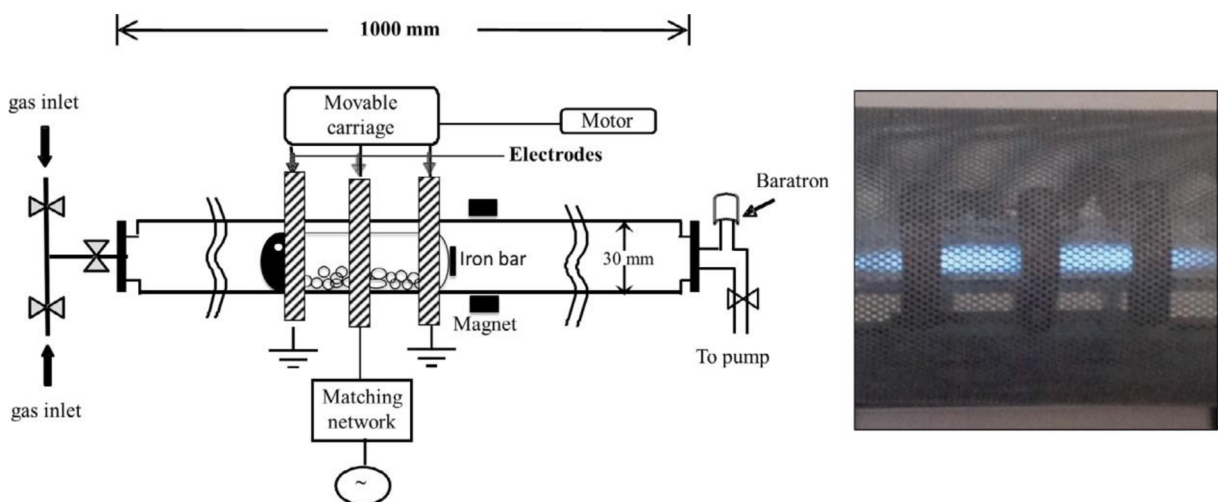 1000 mm
gas inlet
Movable
carriage
Motor
Electrodes
Baratron
Iron bar
30 mm
Magnet
To pump
gas inlet
Matching
network
~